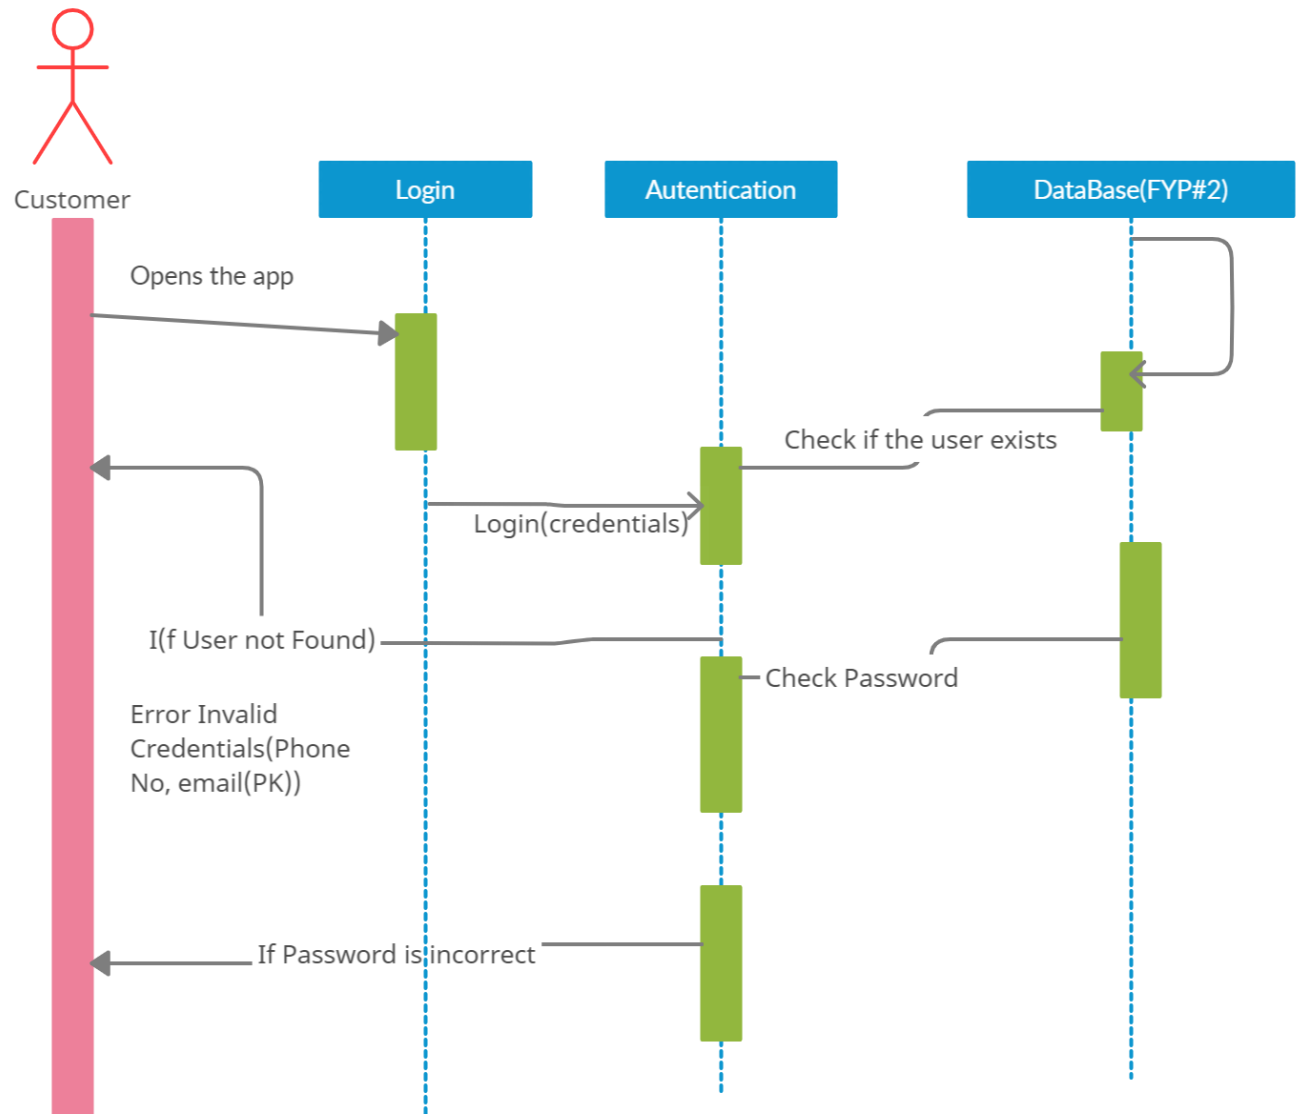 Customer
Login
Autentication
DataBase(FYP#2)
Opens the app
Check if the user exists
Login(credentials)
I(f User not Found)
Check Password
Error Invalid
Credentials(Phone
No, email(PK))
If Password is incorrect